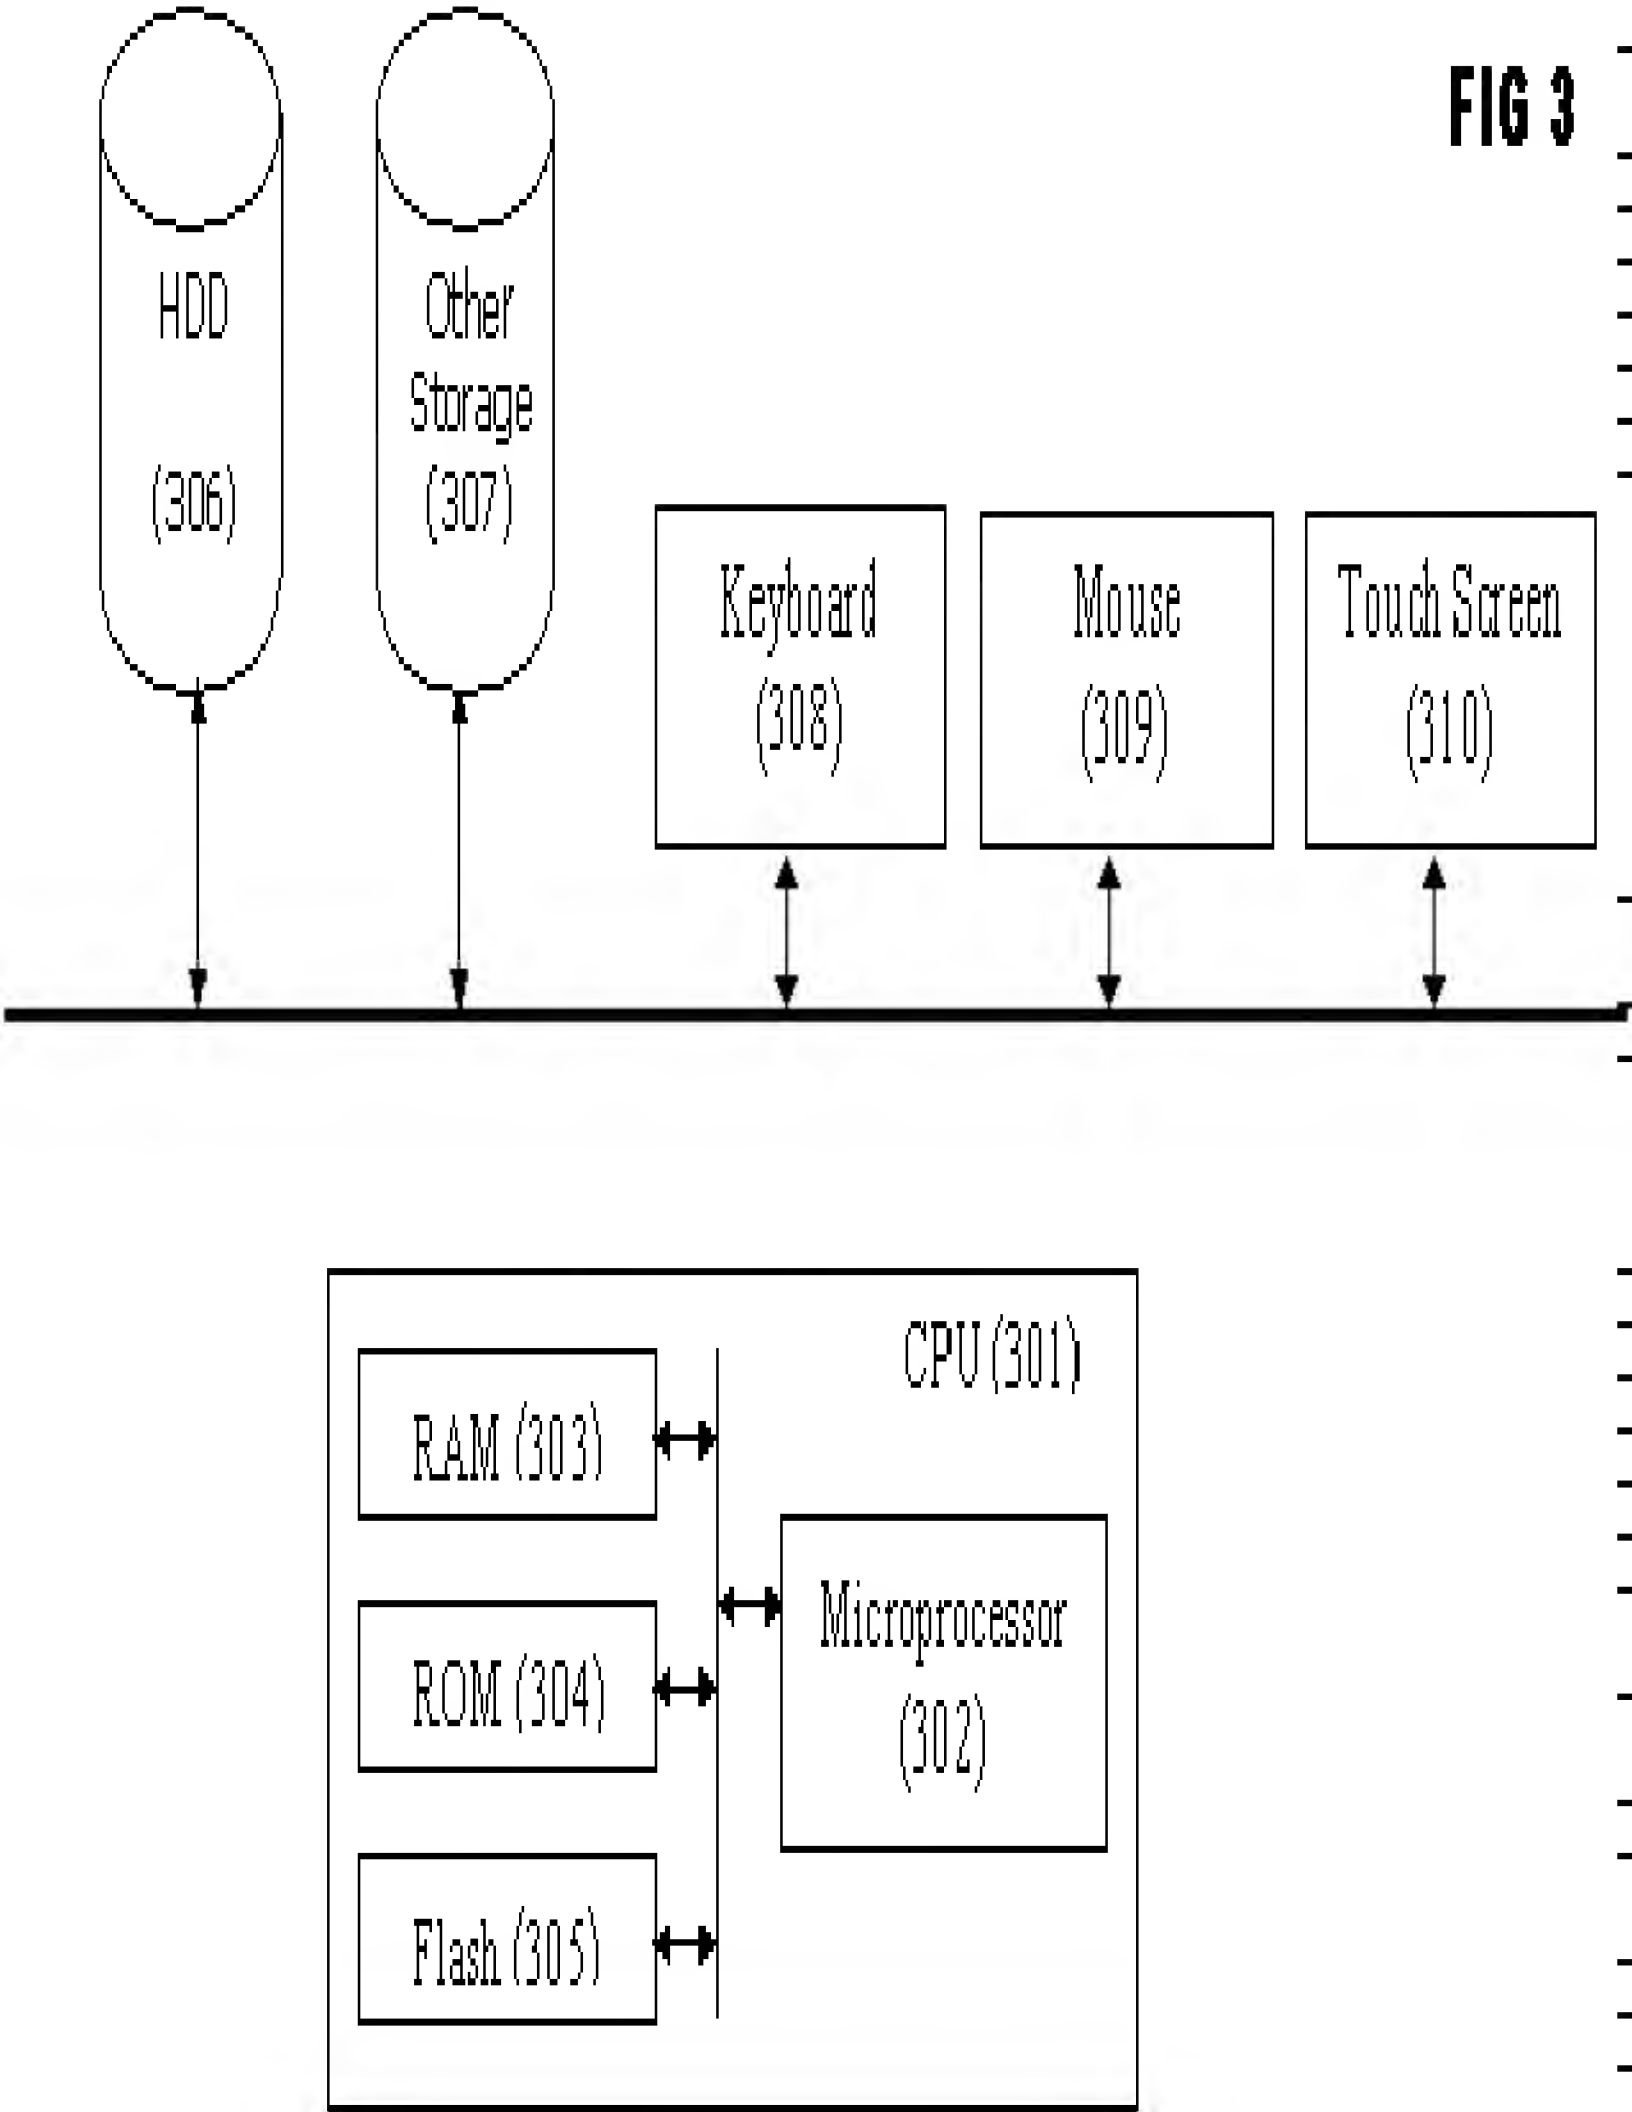 FIG 3
HDD
(306)
Other
Storage
(307)
Keyboard
(308)
Mouse
(309)
Touch Screen
(310)
CPU (301)
RAM (303)
ROM (304)
Flash (305)
Microprocessor
(302)